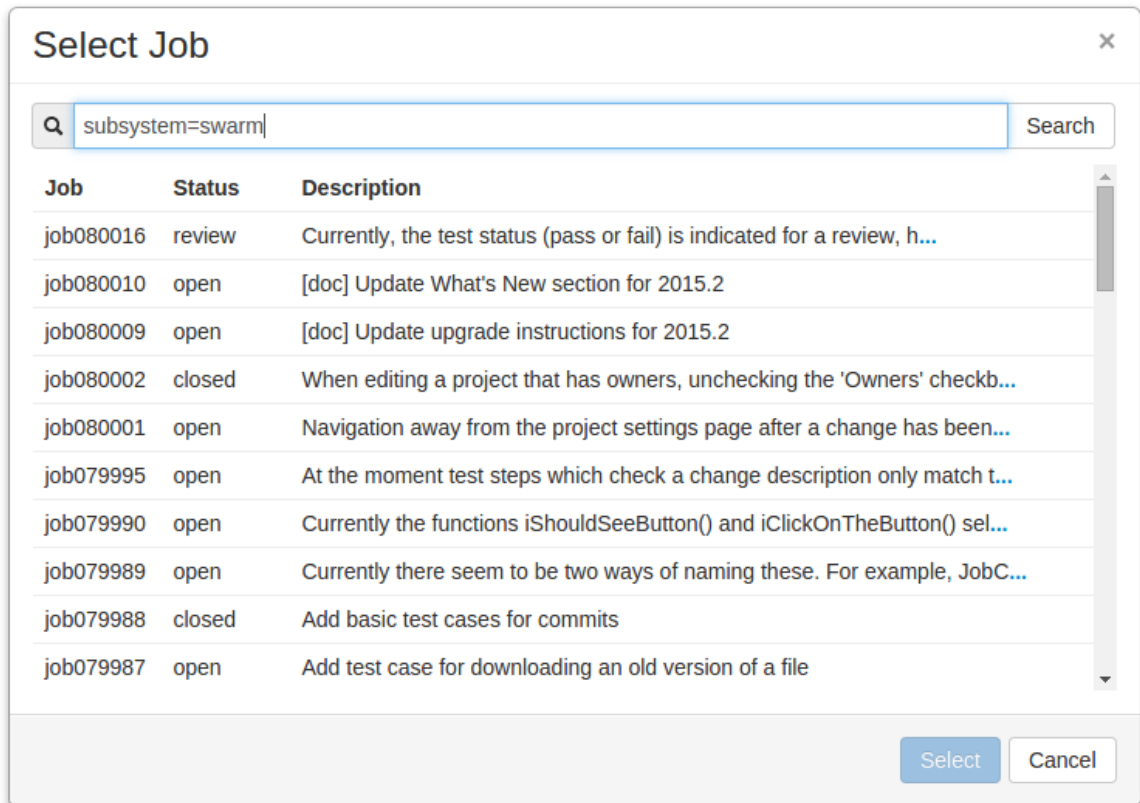 Select Job ×
subsystem=swarm Search
Job Status Description
job080016 review Currently, the test status (pass or fail) is indicated for a review, h...
job080010 open [doc] Update What's New section for 2015.2
job080009 open [doc] Update upgrade instructions for 2015.2
job080002 closed When editing a project that has owners, unchecking the 'Owners' checkb...
job080001 open Navigation away from the project settings page after a change has been...
job079995 open At the moment test steps which check a change description only match t...
job079990 open Currently the functions iShouldSeeButton() and iClickOnTheButton() sel...
job079989 open Currently there seem to be two ways of naming these. For example, JobC...
job079988 closed Add basic test cases for commits
job079987 open Add test case for downloading an old version of a file
Select Cancel